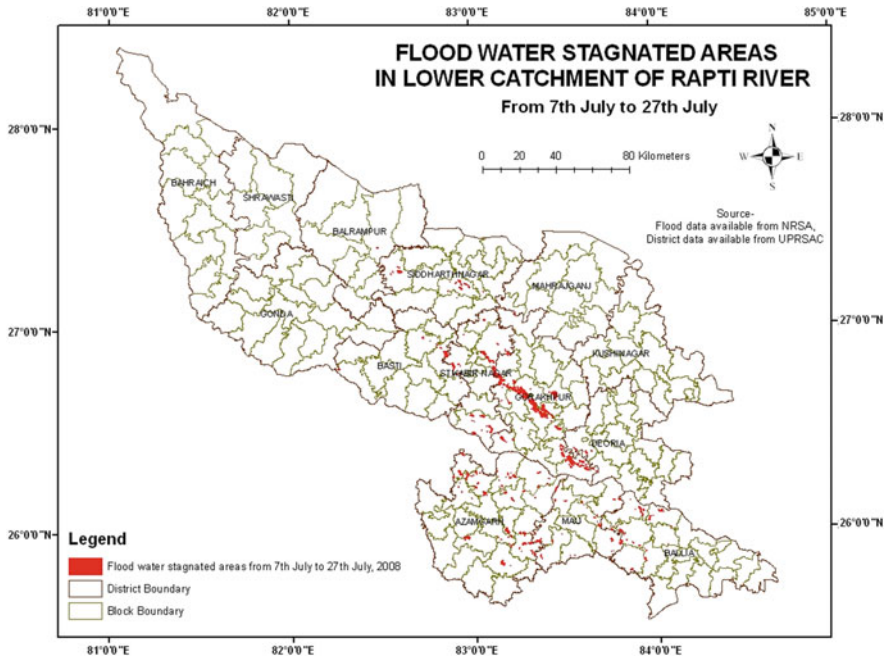 81°0'0"E 82°0'0"E 83°0'0"E 84°0'0"E 85°0'0"E
FLOOD WATER STAGNATED AREAS
IN LOWER CATCHMENT OF RAPTI RIVER
From 7th July to 27th July
28°0'0"N
28°0'0"N
N
W E
S
0 20 40 80 Kilometers
Source-
Flood data available from NRSA,
District data available from UPRSAC
BAHRAICH
SHRAWASTI
BALRAMPUR
SIDDHARTHNAGAR
MAHRAJGANJ
27°0'0"N
27°0'0"N
GONDA
KUSHINAGAR
BASTI
NAGAR
GORAKHPUR
DEORIA
26°0'0"N
26°0'0"N
AZAMGARH
MAU
BALLIA
Legend
Flood water stagnated areas from 7th July to 27th July, 2008
District Boundary
Block Boundary
81°0'0"E 82°0'0"E 83°0'0"E 84°0'0"E